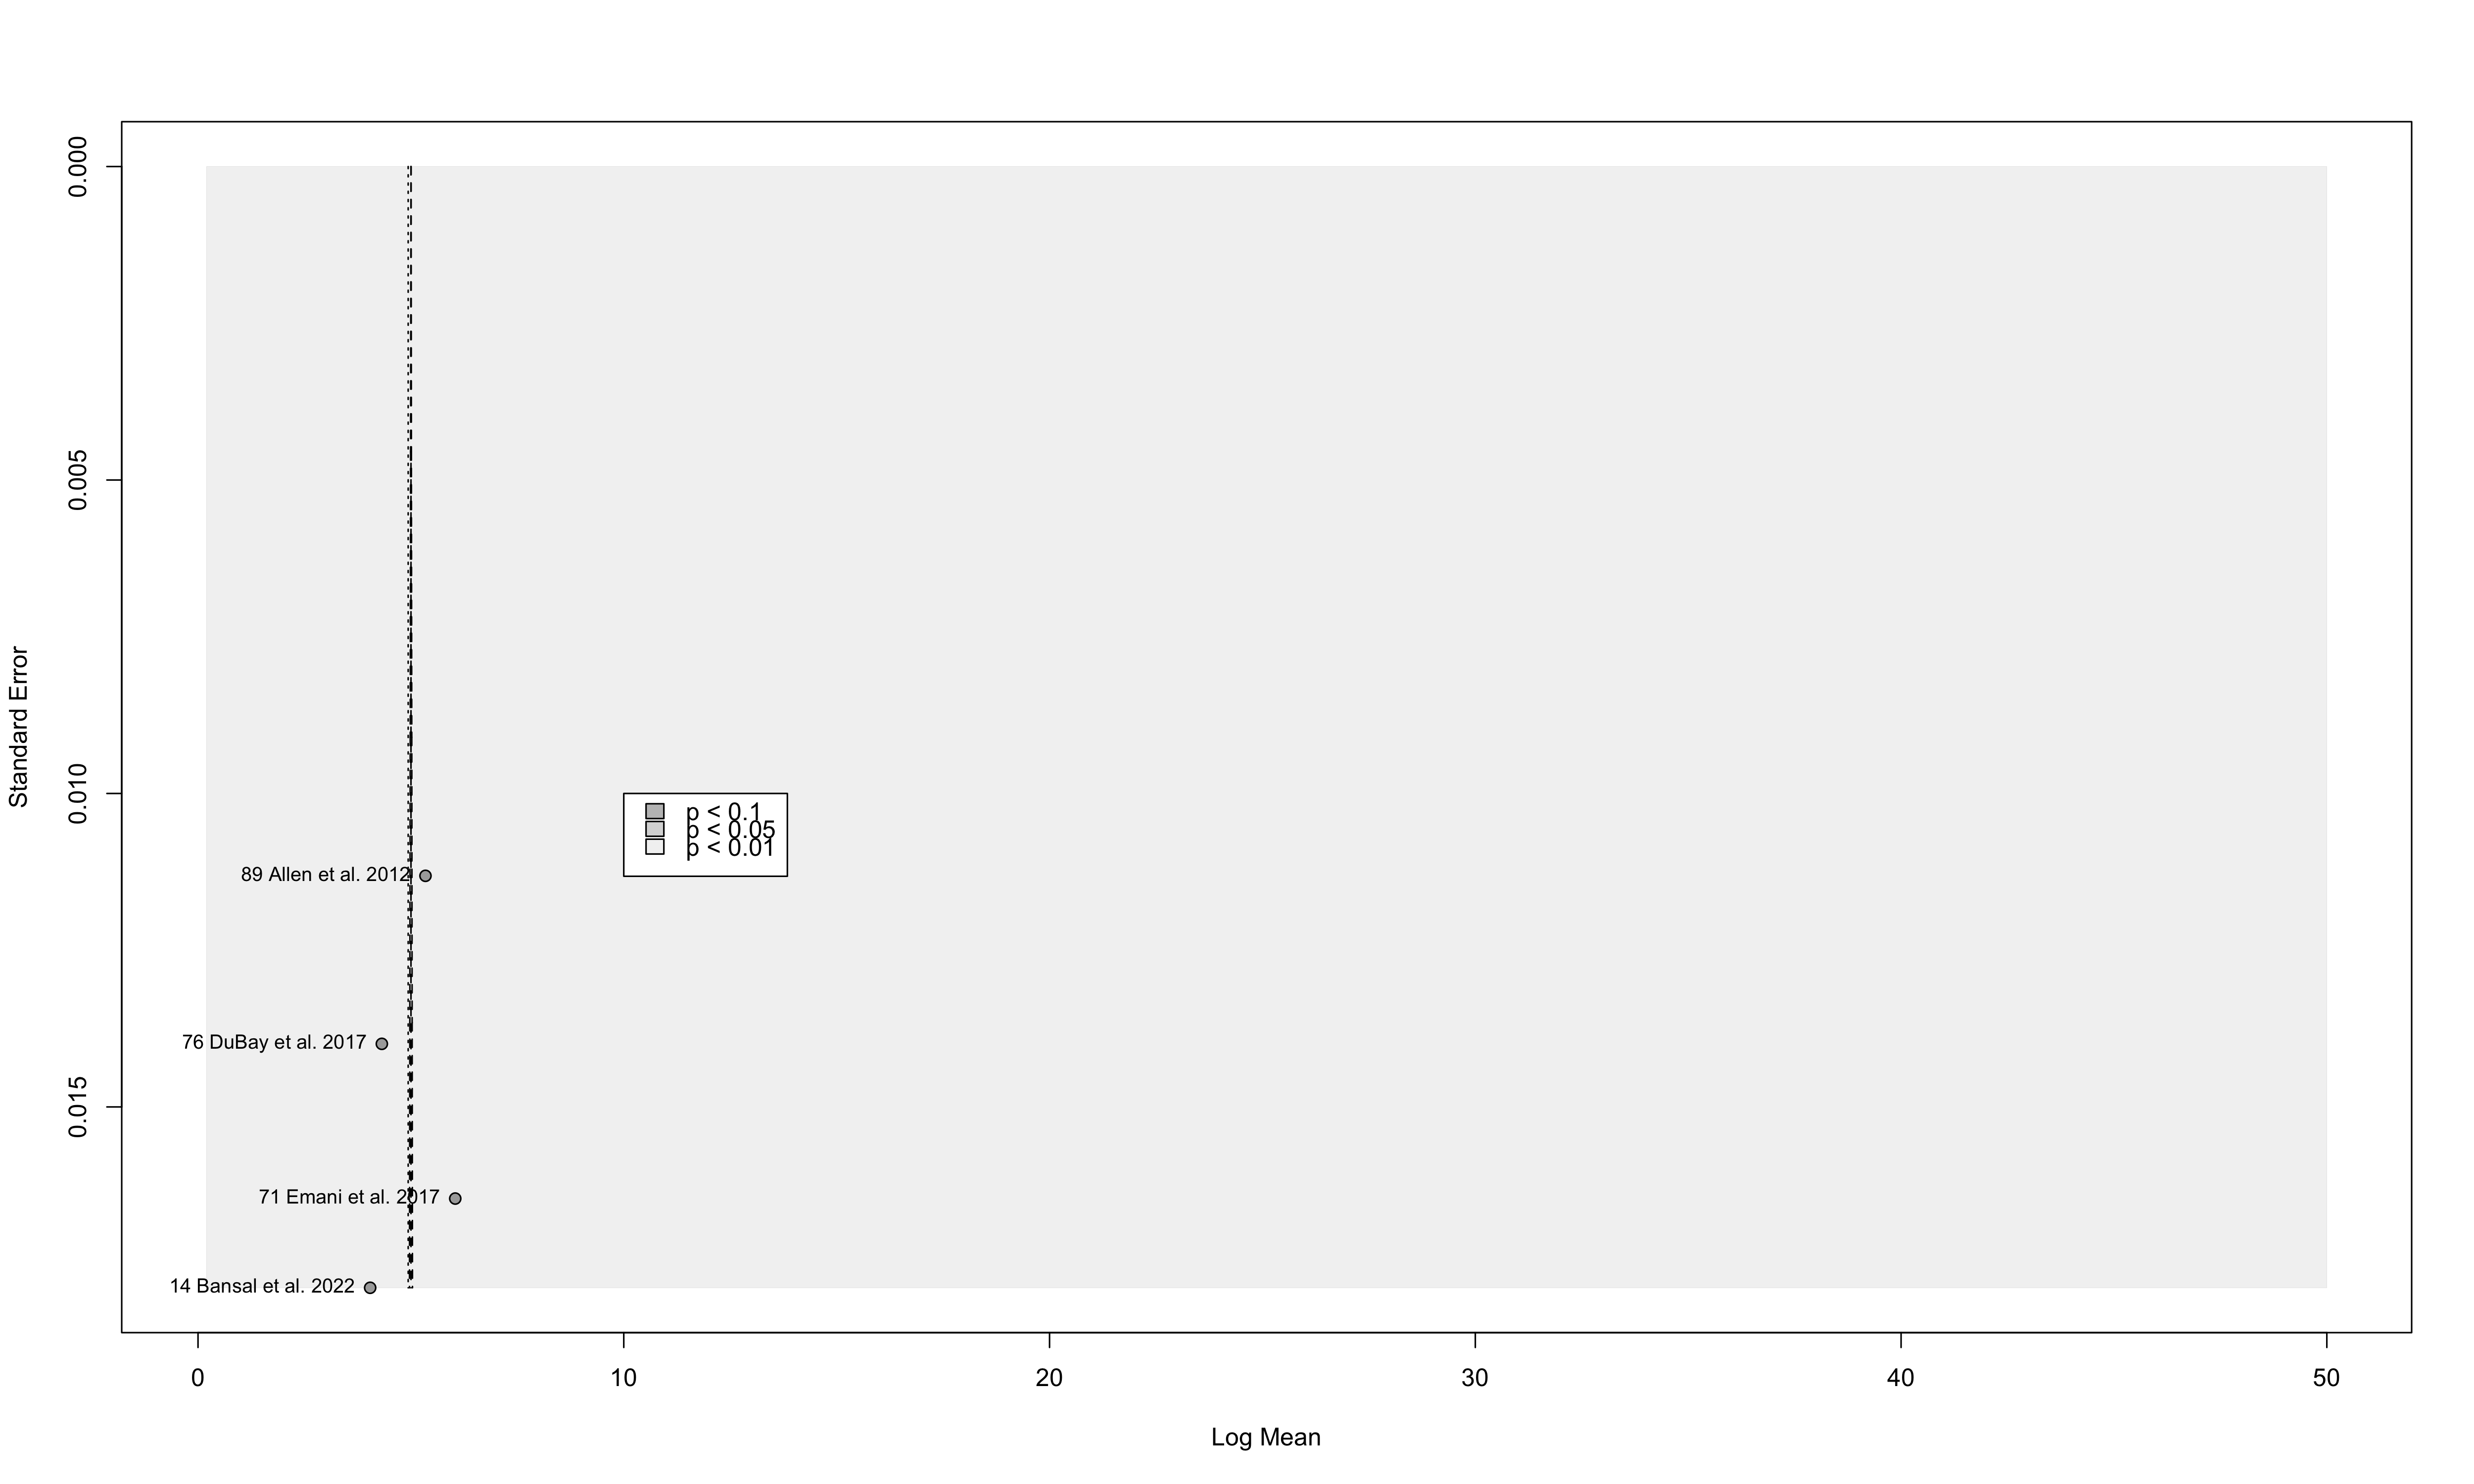 0.000
0.005
0.010
0.015
Standard Error
p < 0.1
p < 0.05
p < 0.01
89 Allen et al. 2012
76 DuBay et al. 2017
71 Emani et al. 2017
14 Bansal et al. 2022
0 10 20 30 40 50
Log Mean